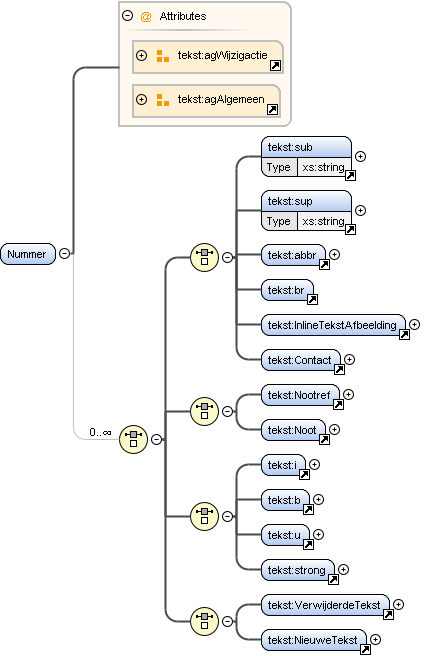 @ Attributes
tekst:agWijzigactie
tekst:agAlgemeen
Nummer
0..∞
tekst:sub
Type xs:string
tekst:sup
Type xs:string
tekst:abbr
tekst:br
tekst:InlineTekstAfbeelding
tekst:Contact
tekst:Nootref
tekst:Noot
tekst:i
tekst:b
tekst:u
tekst:strong
tekst:VerwijderdeTekst
tekst:NieuweTekst